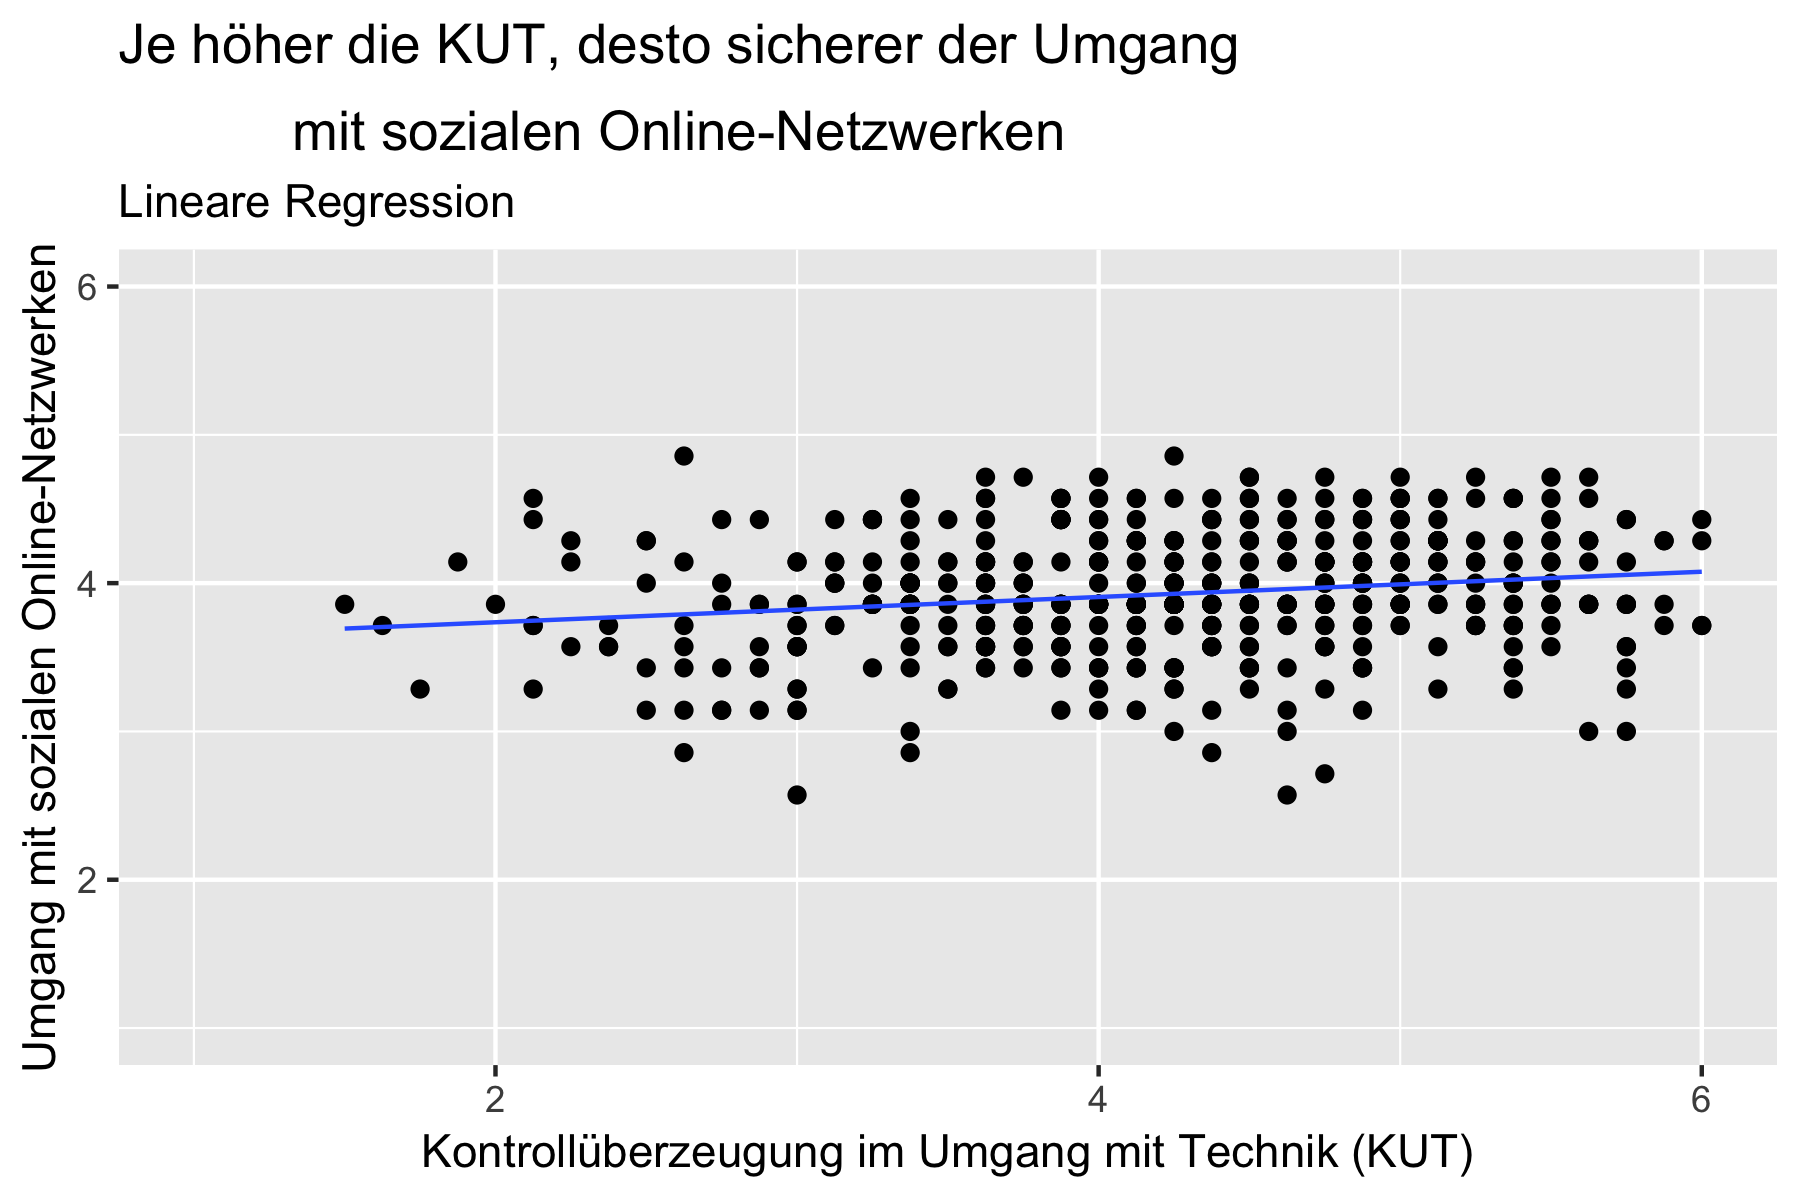 Je höher die KUT, desto sicherer der Umgang
mit sozialen Online-Netzwerken
Lineare Regression
Umgang mit sozialen Online-Netzwerken
6
4
2
2
4
6
Kontrollüberzeugung im Umgang mit Technik (KUT)